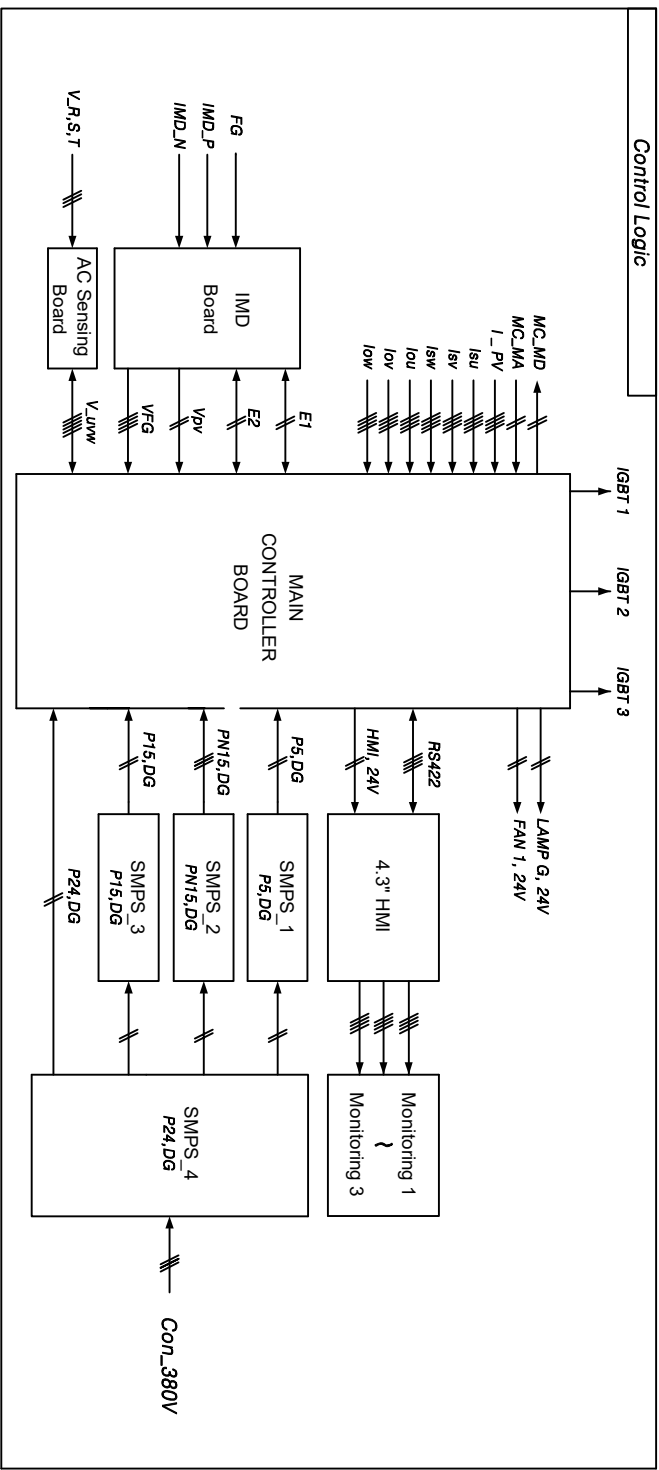 Control Logic
IGBT 1
IGBT 2
IGBT 3
MC_MD
MC_MA
I _ PV
Isu
Isv
Isw
Iou
Iov
Iow
LAMP G, 24V
FAN 1, 24V
FG
IMD_P
IMD_N
IMD
Board
E1
E2
Vpv
VFG
V_R,S,T
AC Sensing
Board
V_uvw
MAIN
CONTROLLER
BOARD
RS422
HMI, 24V
4.3" HMI
Monitoring 1
~
Monitoring 3
P5,DG
SMPS_1
P5,DG
PN15,DG
SMPS_2
PN15,DG
P15,DG
SMPS_3
P15,DG
P24,DG
SMPS_4
P24,DG
Con_380V